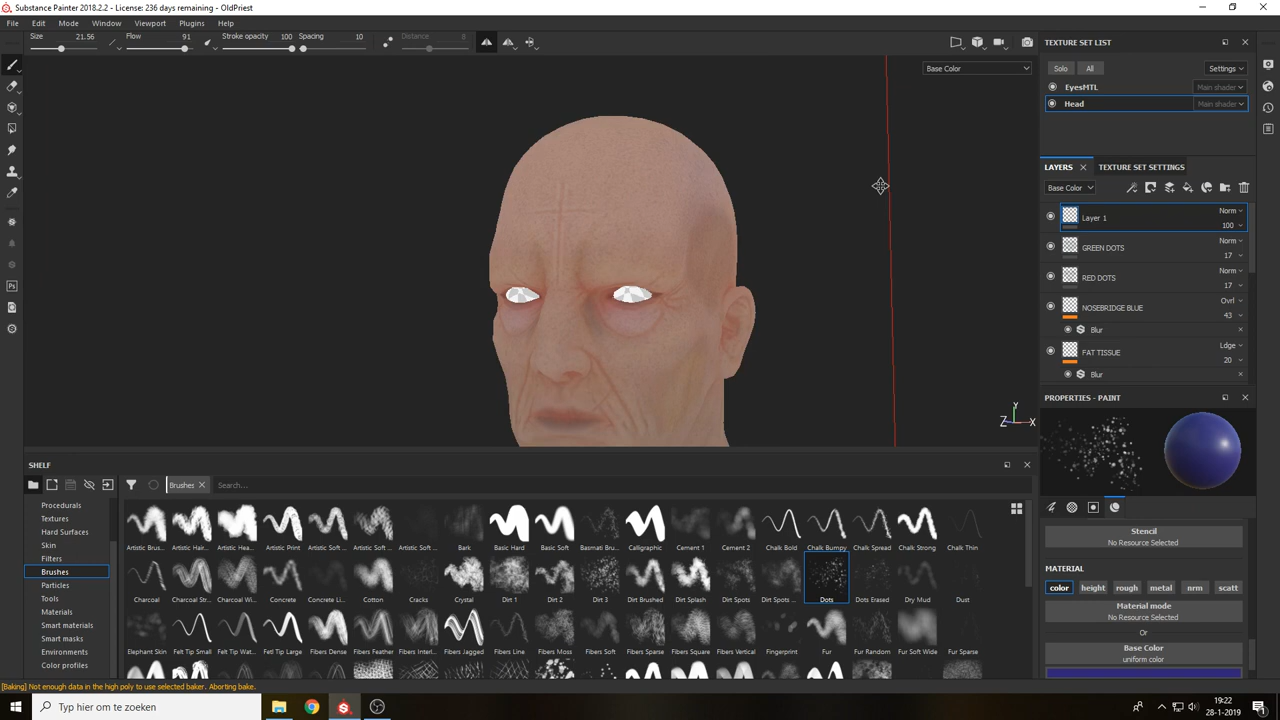 Substance Painter 2018.2.2 - License: 236 days remaining - OldPriest
File Edit Mode Window Viewport Plugins Help
Size 21.56 Flow 91 Stroke opacity 100 Spacing 10 Distance 8
TEXTURE SET LIST
Base Color
Solo All Settings
EyesMTL Main shader
Head Main shader
LAYERS TEXTURE SET SETTINGS
Base Color
Layer 1 Norm 100
GREEN DOTS Norm 17
RED DOTS Norm 17
NOSEBRIDGE BLUE Ovrl 43
Blur
FAT TISSUE Ldge 20
Blur
Y
Z X
PROPERTIES - PAINT
Stencil
No Resource Selected
MATERIAL
color height rough metal nrm scatt
Material mode
No Resource Selected
Or
Base Color
uniform color
SHELF
Brushes Search...
Procedurals
Textures
Hard Surfaces
Skin
Filters
Brushes
Particles
Tools
Materials
Smart materials
Smart masks
Environments
Color profiles
Artistic Brus... Artistic Hair... Artistic Hea... Artistic Print Artistic Soft ... Artistic Soft ... Artistic Soft ... Bark Basic Hard Basic Soft Basmati Bru... Calligraphic Cement 1 Cement 2 Chalk Bold Chalk Bumpy Chalk Spread Chalk Strong Chalk Thin
Charcoal Charcoal Str... Charcoal Wi... Concrete Concrete Li... Cotton Cracks Crystal Dirt 1 Dirt 2 Dirt 3 Dirt Brushed Dirt Splash Dirt Spots Dirt Spots ... Dots Dots Erased Dry Mud Dust
Elephant Skin Felt Tip Small Felt Tip Wat... Felt Tip Large Fibers Dense Fibers Feather Fibers Interl... Fibers Jagged Fibers Line Fibers Moss Fibers Soft Fibers Sparse Fibers Square Fibers Vertical Fingerprint Fur Fur Random Fur Soft Wide Fur Sparse
[Baking] Not enough data in the high poly to use selected baker. Aborting bake.
Typ hier om te zoeken
19:22
28-1-2019
1